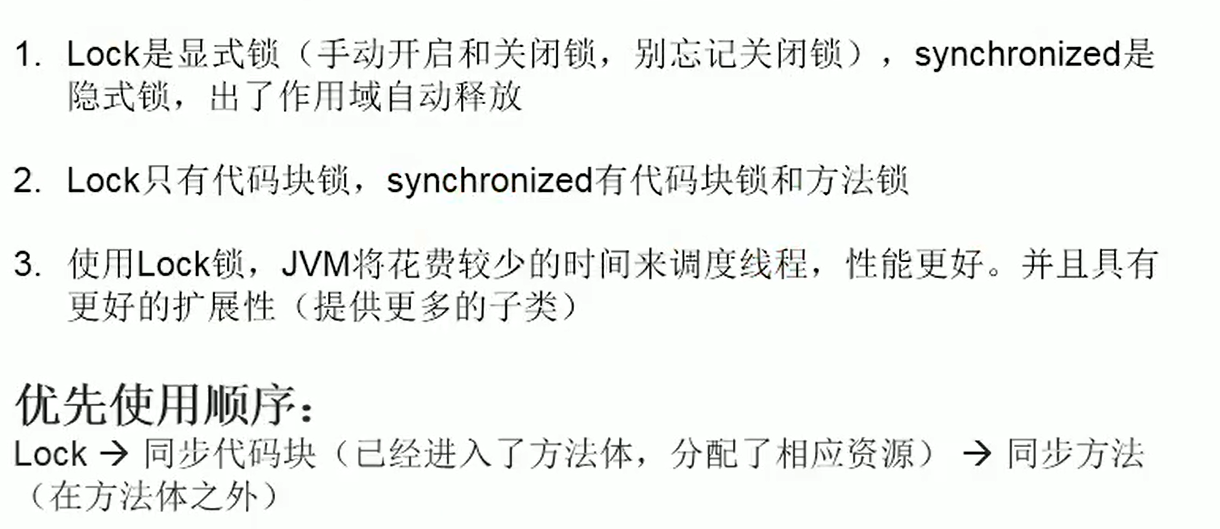 1. Lock是显式锁（手动开启和关闭锁，别忘记关闭锁），synchronized是
隐式锁，出了作用域自动释放
2. Lock只有代码块锁，synchronized有代码块锁和方法锁
3. 使用Lock锁，JVM将花费较少的时间来调度线程，性能更好。并且具有
更好的扩展性（提供更多的子类）
优先使用顺序：
Lock → 同步代码块（已经进入了方法体，分配了相应资源） → 同步方法
（在方法体之外）